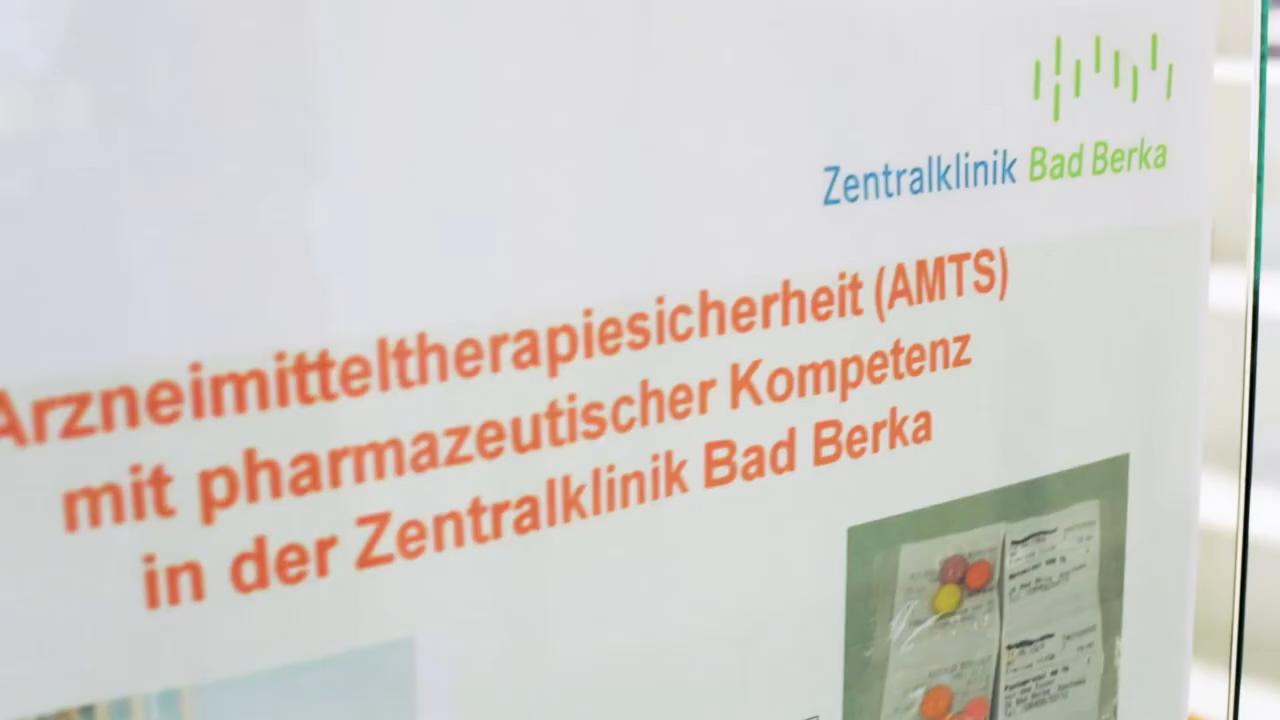 Zentralklinik Bad Berka
Arzneimitteltherapiesicherheit (AMTS)
mit pharmazeutischer Kompetenz
in der Zentralklinik Bad Berka